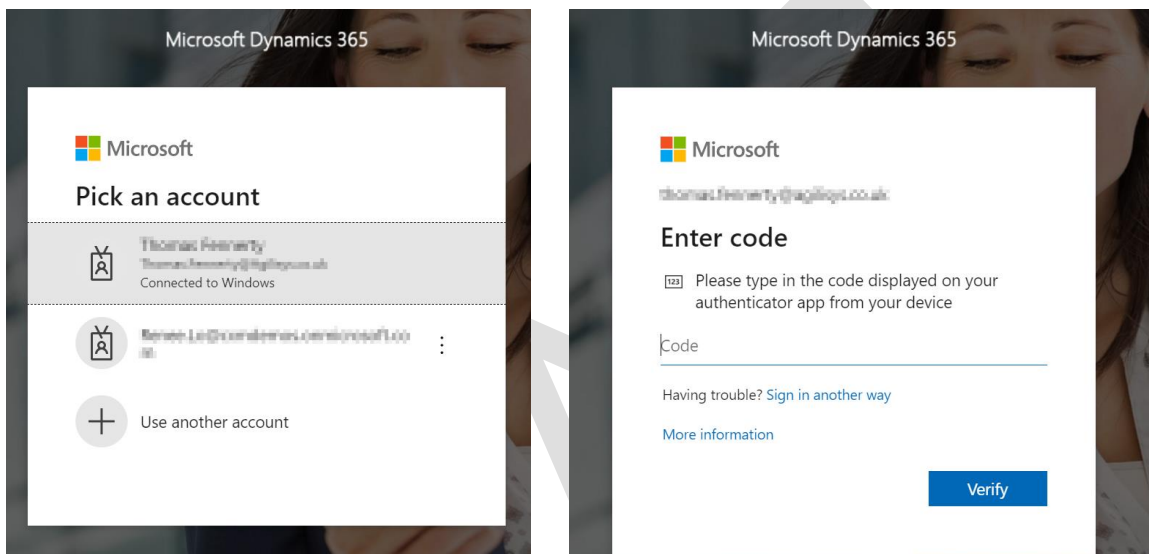 Microsoft Dynamics 365
Microsoft
Pick an account
Connected to Windows
Use another account
Microsoft Dynamics 365
Microsoft
Enter code
123
Please type in the code displayed on your
authenticator app from your device
Code
Having trouble? Sign in another way
More information
Verify